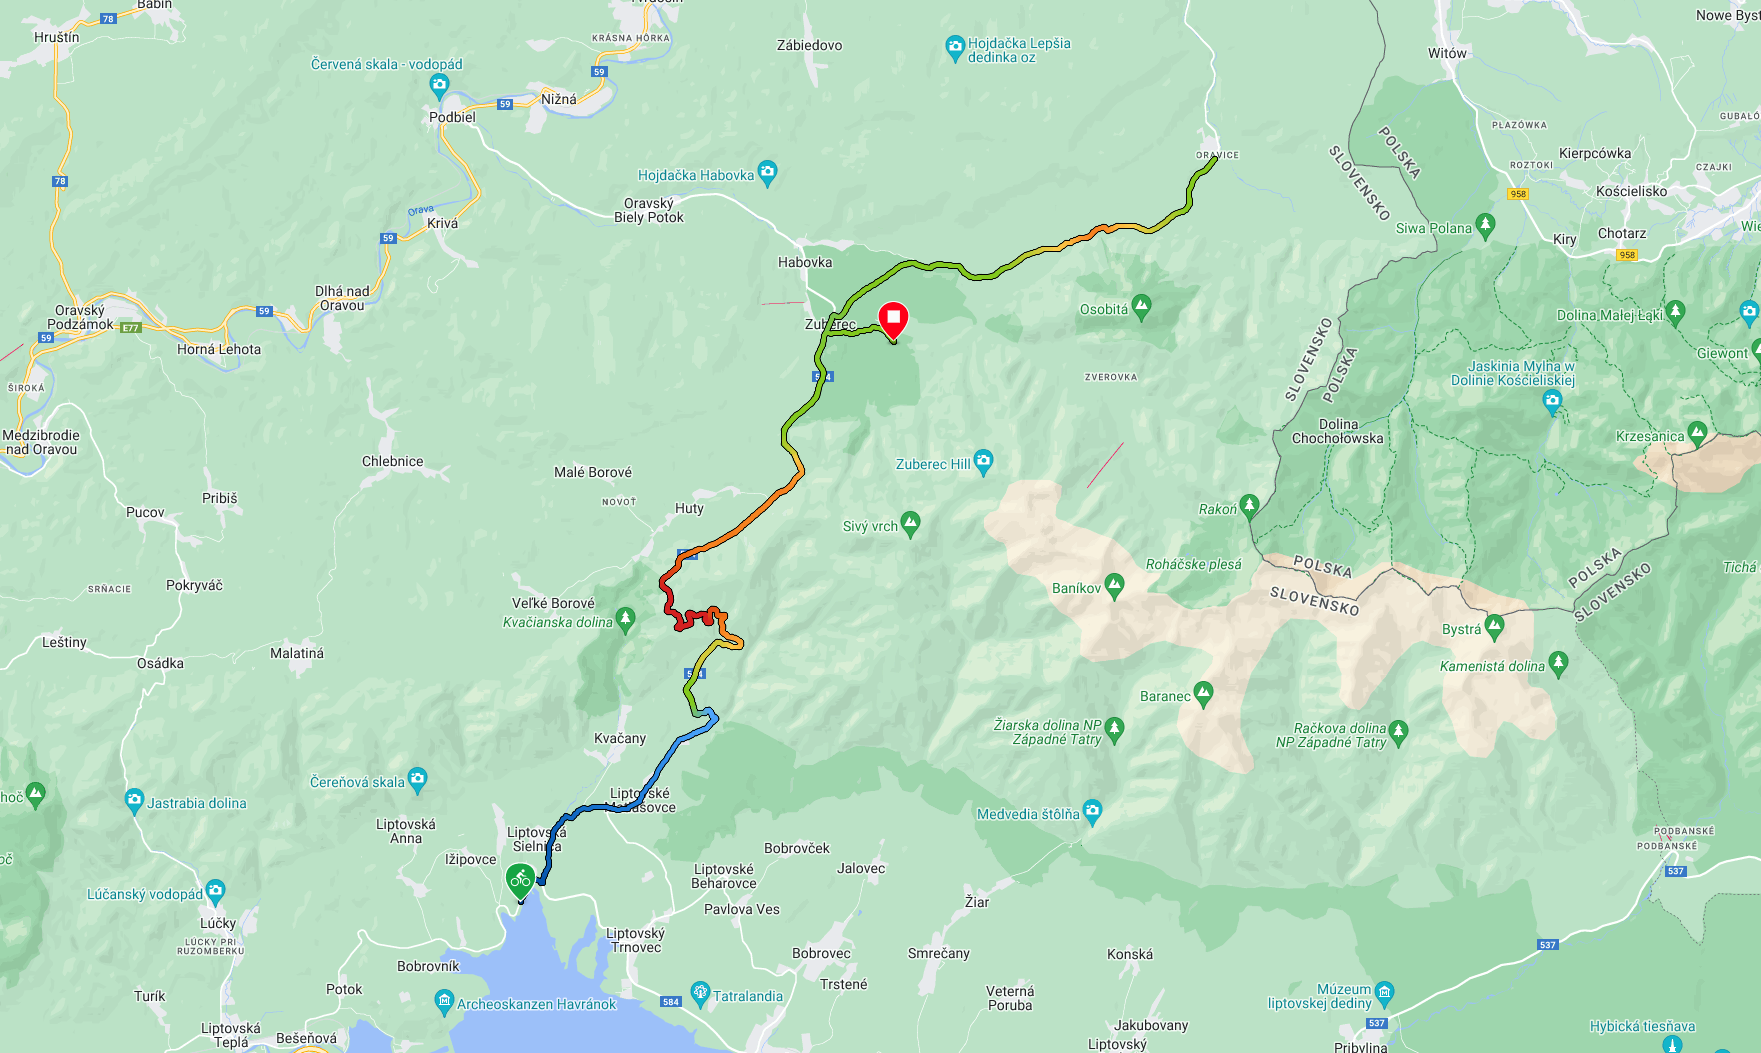 Babín
Tvrdošín
78
Hruštín
KRÁSNA HÔRKA
Zábiedovo
Hojdačka Lepšia
dedinka oz
Nowe Byst
Witów
Červená skala - vodopád
59
Nižná
59
Podbiel
PŁAZÓWKA
GUBAŁÓ
POLSKA
SLOVENSKO
ORAVICE
Kierpcówka
ROZTOKI
CZAJKI
78
Hojdačka Habovka
958
Kościelisko
Oravský
Biely Potok
Orava
Krivá
Siwa Polana
Kiry
Chotarz
Wie
59
958
Habovka
Dlhá nad
Oravou
Osobitá
Dolina Małej Łąki
Oravský
Podzámok
59
E77
59
Zuberec
Horná Lehota
Giewont
SLOVENSKO
POLSKA
Jaskinia Mylna w
Dolinie Kościeliskiej
ŠIROKÁ
ZVEROVKA
Medzibrodie
nad Oravou
Dolina
Chochołowska
Krzesanica
Chlebnice
Malé Borové
Zuberec Hill
Pribiš
NOVOŤ
Huty
Rakoń
Pucov
Sivý vrch
Roháčske plesá
POLSKA
SLOVENSKO
POLSKA
SLOVENSKO
Tichá
SRŇACIE
Pokryváč
Baníkov
Veľké Borové
Kvačianska dolina
Bystrá
Leštiny
Osádka
Malatiná
Kamenistá dolina
Baranec
Žiarska dolina NP
Západné Tatry
Račkova dolina
NP Západné Tatry
Kvačany
Čereňová skala
hoč
Jastrabia dolina
Liptovské
Matiašovce
Medvedia štôlňa
Liptovská
Anna
Liptovská
Sielnica
PODBANSKÉ
PODBANSKÉ
oč
Ižipovce
Bobrovček
Liptovské
Beharovce
Jalovec
537
Lúčanský vodopád
Žiar
Pavlova Ves
Lúčky
LÚČKY PRI
RUZOMBERKU
Liptovský
Trnovec
537
Bobrovec
Smrečany
Konská
Bobrovník
Trstené
Turík
Potok
Archeoskanzen Havránok
584
Tatralandia
Veterná
Poruba
Múzeum
liptovskej dediny
537
Liptovská
Teplá
Bešeňová
Jakubovany
Liptovský
Pribylina
Hybická tiesňava